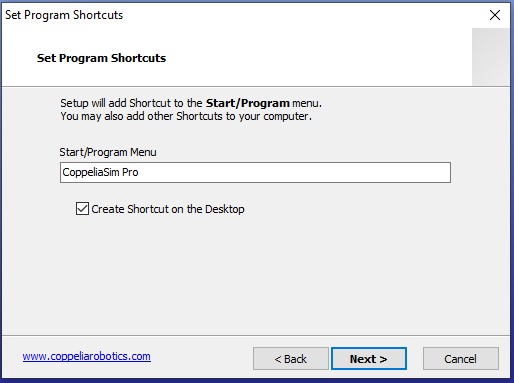 Set Program Shortcuts
Set Program Shortcuts
Setup will add Shortcut to the Start/Program menu.
You may also add other Shortcuts to your computer.
Start/Program Menu
CoppeliaSim Pro
Create Shortcut on the Desktop
www.coppeliarobotics.com
< Back
Next >
Cancel